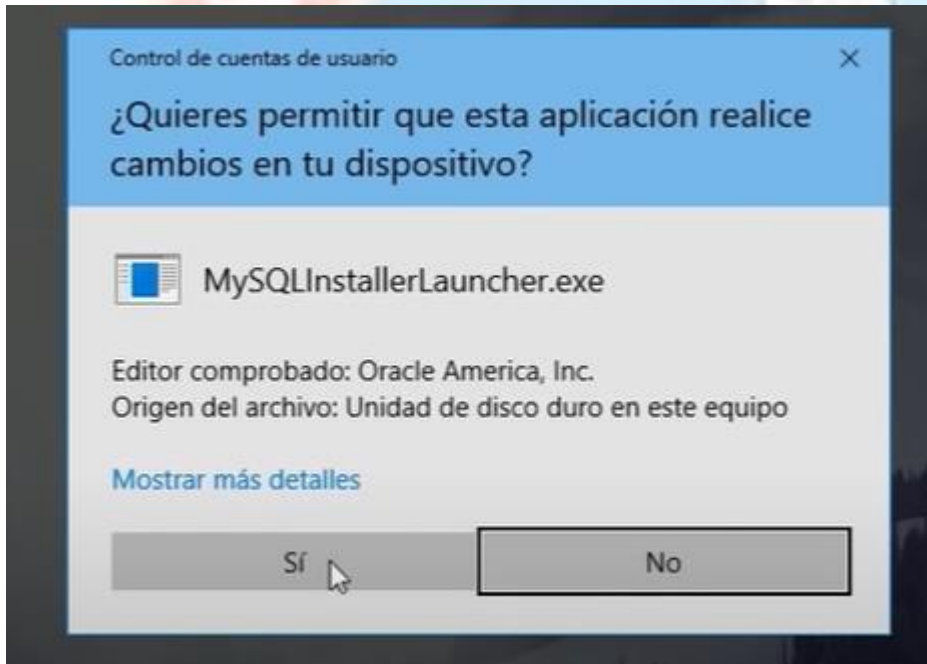 Control de cuentas de usuario
¿Quieres permitir que esta aplicación realice
cambios en tu dispositivo?
MySQLInstallerLauncher.exe
Editor comprobado: Oracle America, Inc.
Origen del archivo: Unidad de disco duro en este equipo
Mostrar más detalles
Sí
No